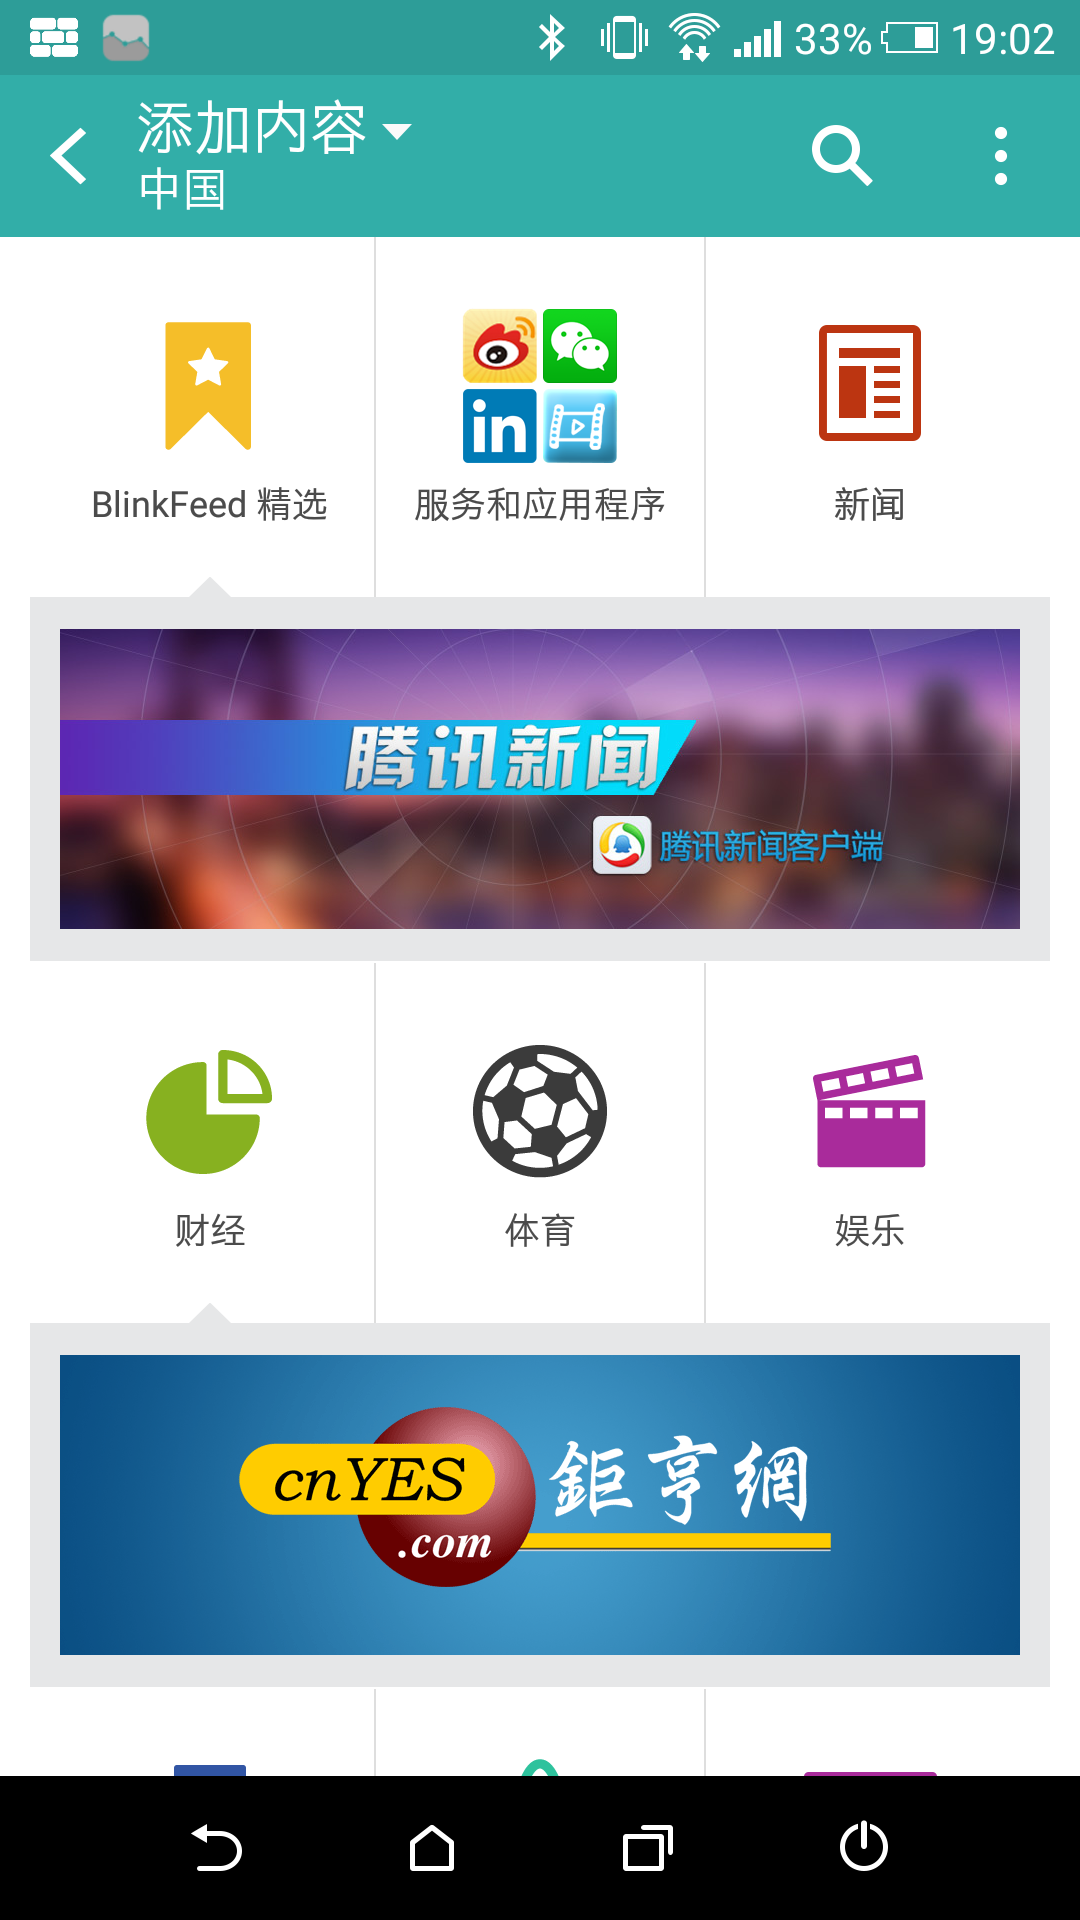 33% 19:02
添加内容
中国
in
BlinkFeed 精选
服务和应用程序
新闻
腾讯新闻
腾讯新闻客户端
财经
体育
娱乐
cnYES
.com
鉅亨網